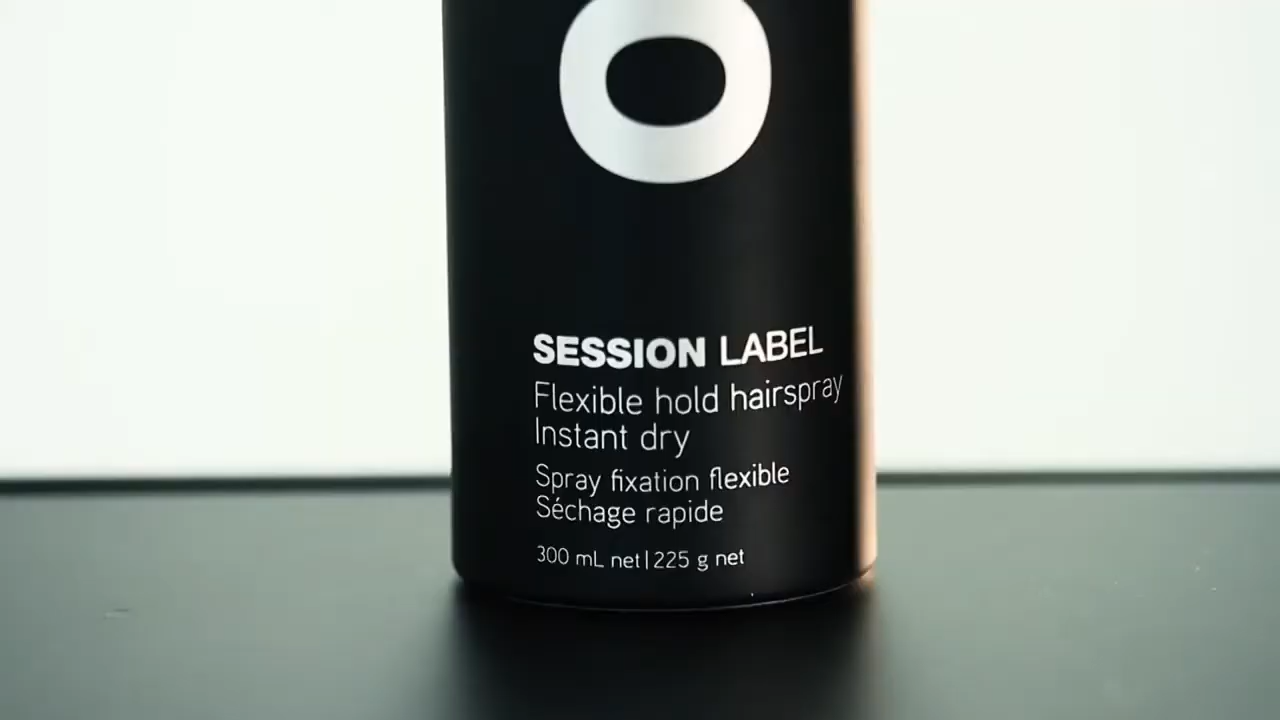 O
SESSION LABEL
Flexible hold hairspray
Instant dry
Spray fixation flexible
Séchage rapide
300 mL net|225 g net